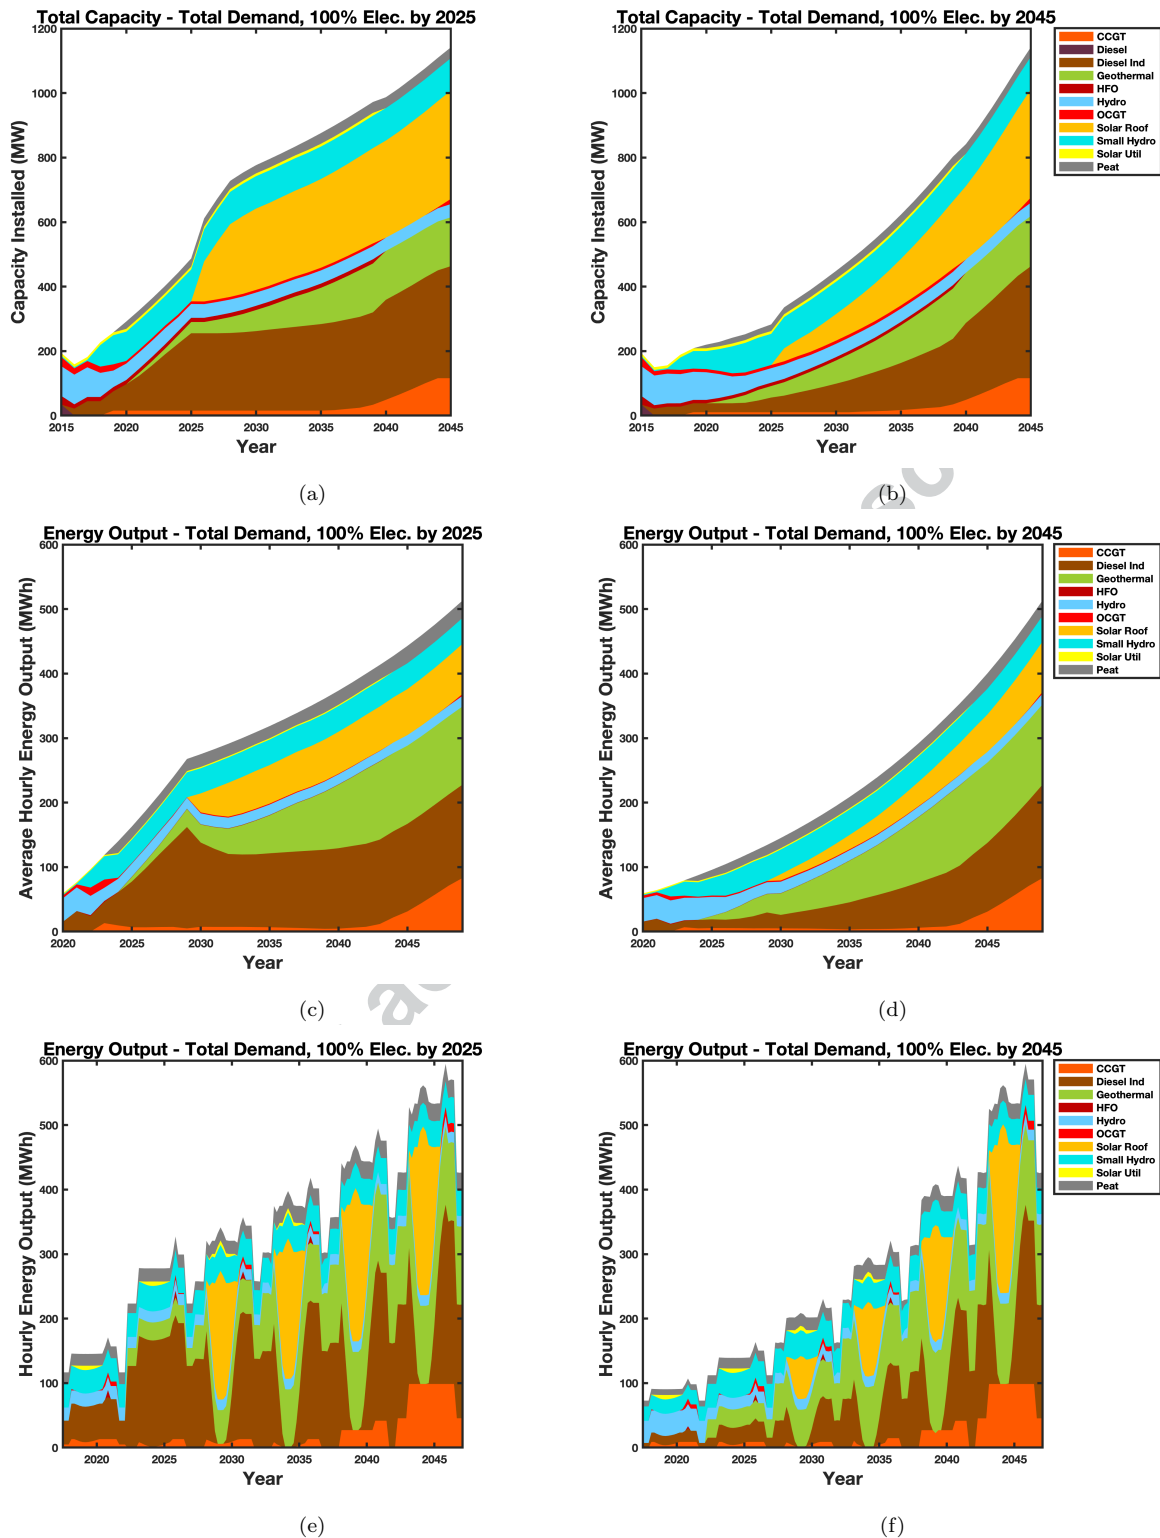 Total Capacity - Total Demand, 100% Elec. by 2025
Capacity Installed (MW)
1200
1000
800
600
400
200
0
2015 2020 2025 2030 2035 2040 2045
Year
(a)
Total Capacity - Total Demand, 100% Elec. by 2045
Capacity Installed (MW)
1200
1000
800
600
400
200
0
2015 2020 2025 2030 2035 2040 2045
Year
(b)
CCGT
Diesel
Diesel Ind
Geothermal
HFO
Hydro
OCGT
Solar Roof
Small Hydro
Solar Util
Peat
Energy Output - Total Demand, 100% Elec. by 2025
Average Hourly Energy Output (MWh)
600
500
400
300
200
100
0
2020 2025 2030 2035 2040 2045
Year
(c)
Energy Output - Total Demand, 100% Elec. by 2045
Average Hourly Energy Output (MWh)
600
500
400
300
200
100
0
2020 2025 2030 2035 2040 2045
Year
(d)
CCGT
Diesel Ind
Geothermal
HFO
Hydro
OCGT
Solar Roof
Small Hydro
Solar Util
Peat
Energy Output - Total Demand, 100% Elec. by 2025
Hourly Energy Output (MWh)
600
500
400
300
200
100
0
2020 2025 2030 2035 2040 2045
Year
(e)
Energy Output - Total Demand, 100% Elec. by 2045
Hourly Energy Output (MWh)
600
500
400
300
200
100
0
2020 2025 2030 2035 2040 2045
Year
(f)
CCGT
Diesel Ind
Geothermal
HFO
Hydro
OCGT
Solar Roof
Small Hydro
Solar Util
Peat